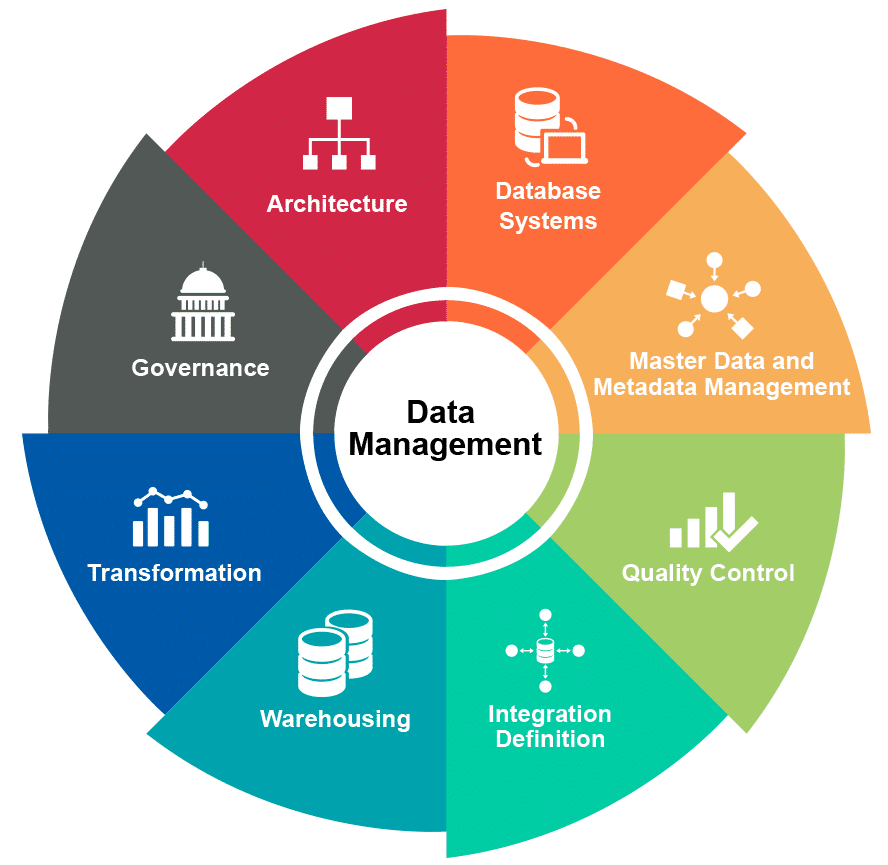 Architecture
Database
Systems
Master Data and
Metadata Management
Quality Control
Integration
Definition
Warehousing
Transformation
Governance
Data
Management